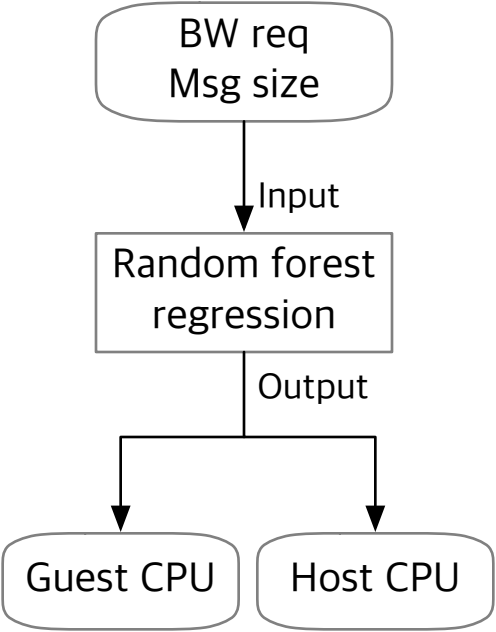 BW req
Msg size
Input
Random forest
regression
Output
Guest CPU
Host CPU